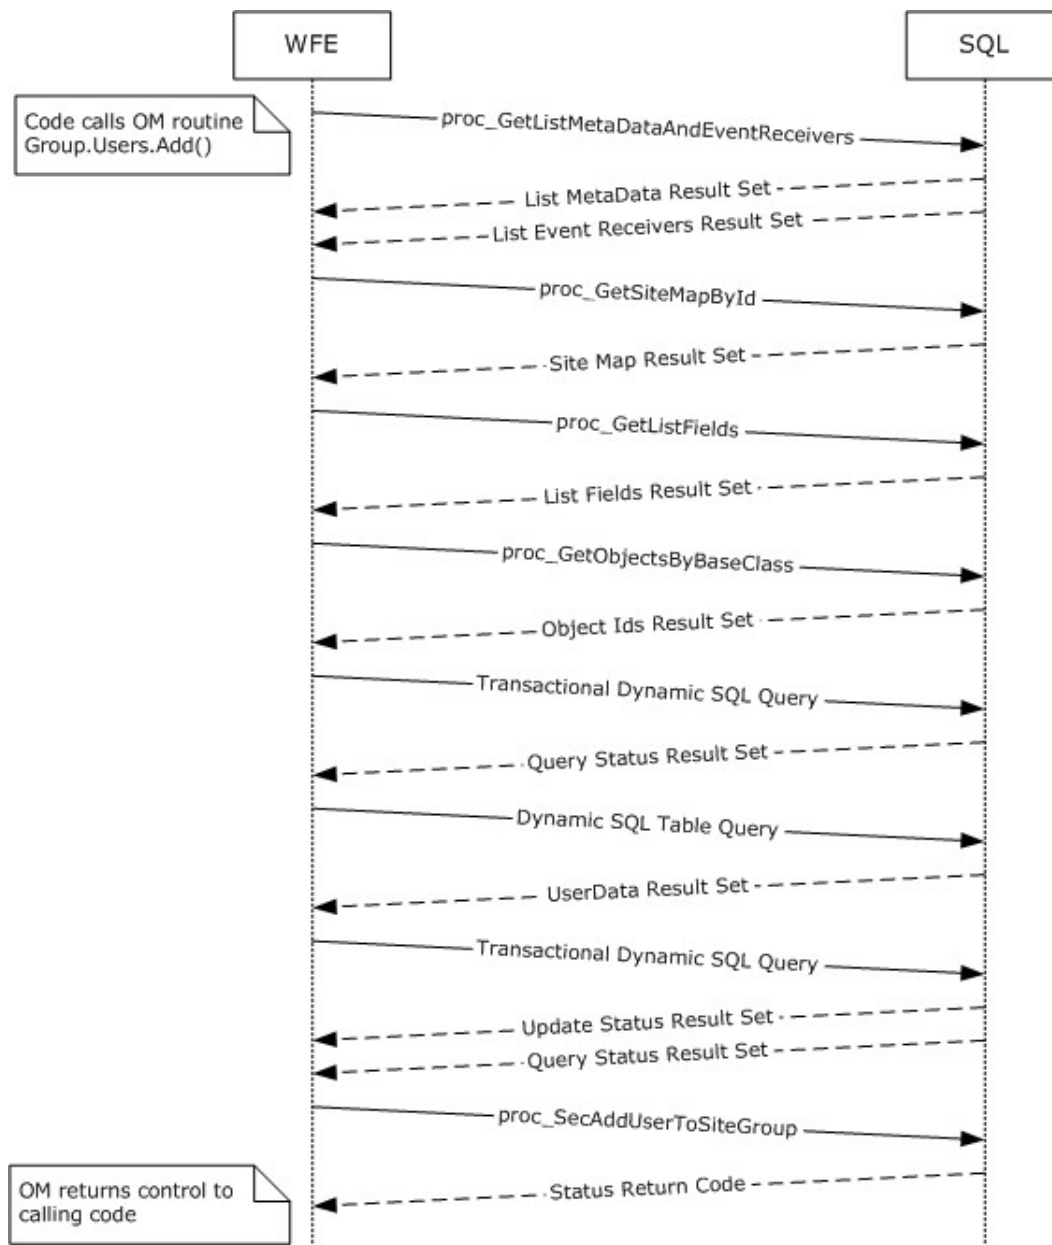 WFE
SQL
Code calls OM routine
Group.Users.Add()
proc_GetListMetaDataAndEventReceivers
List MetaData Result Set
List Event Receivers Result Set
proc_GetSiteMapById
Site Map Result Set
proc_GetListFields
List Fields Result Set
proc_GetObjectsByBaseClass
Object Ids Result Set
Transactional Dynamic SQL Query
Query Status Result Set
Dynamic SQL Table Query
UserData Result Set
Transactional Dynamic SQL Query
Update Status Result Set
Query Status Result Set
proc_SecAddUserToSiteGroup
OM returns control to
calling code
Status Return Code